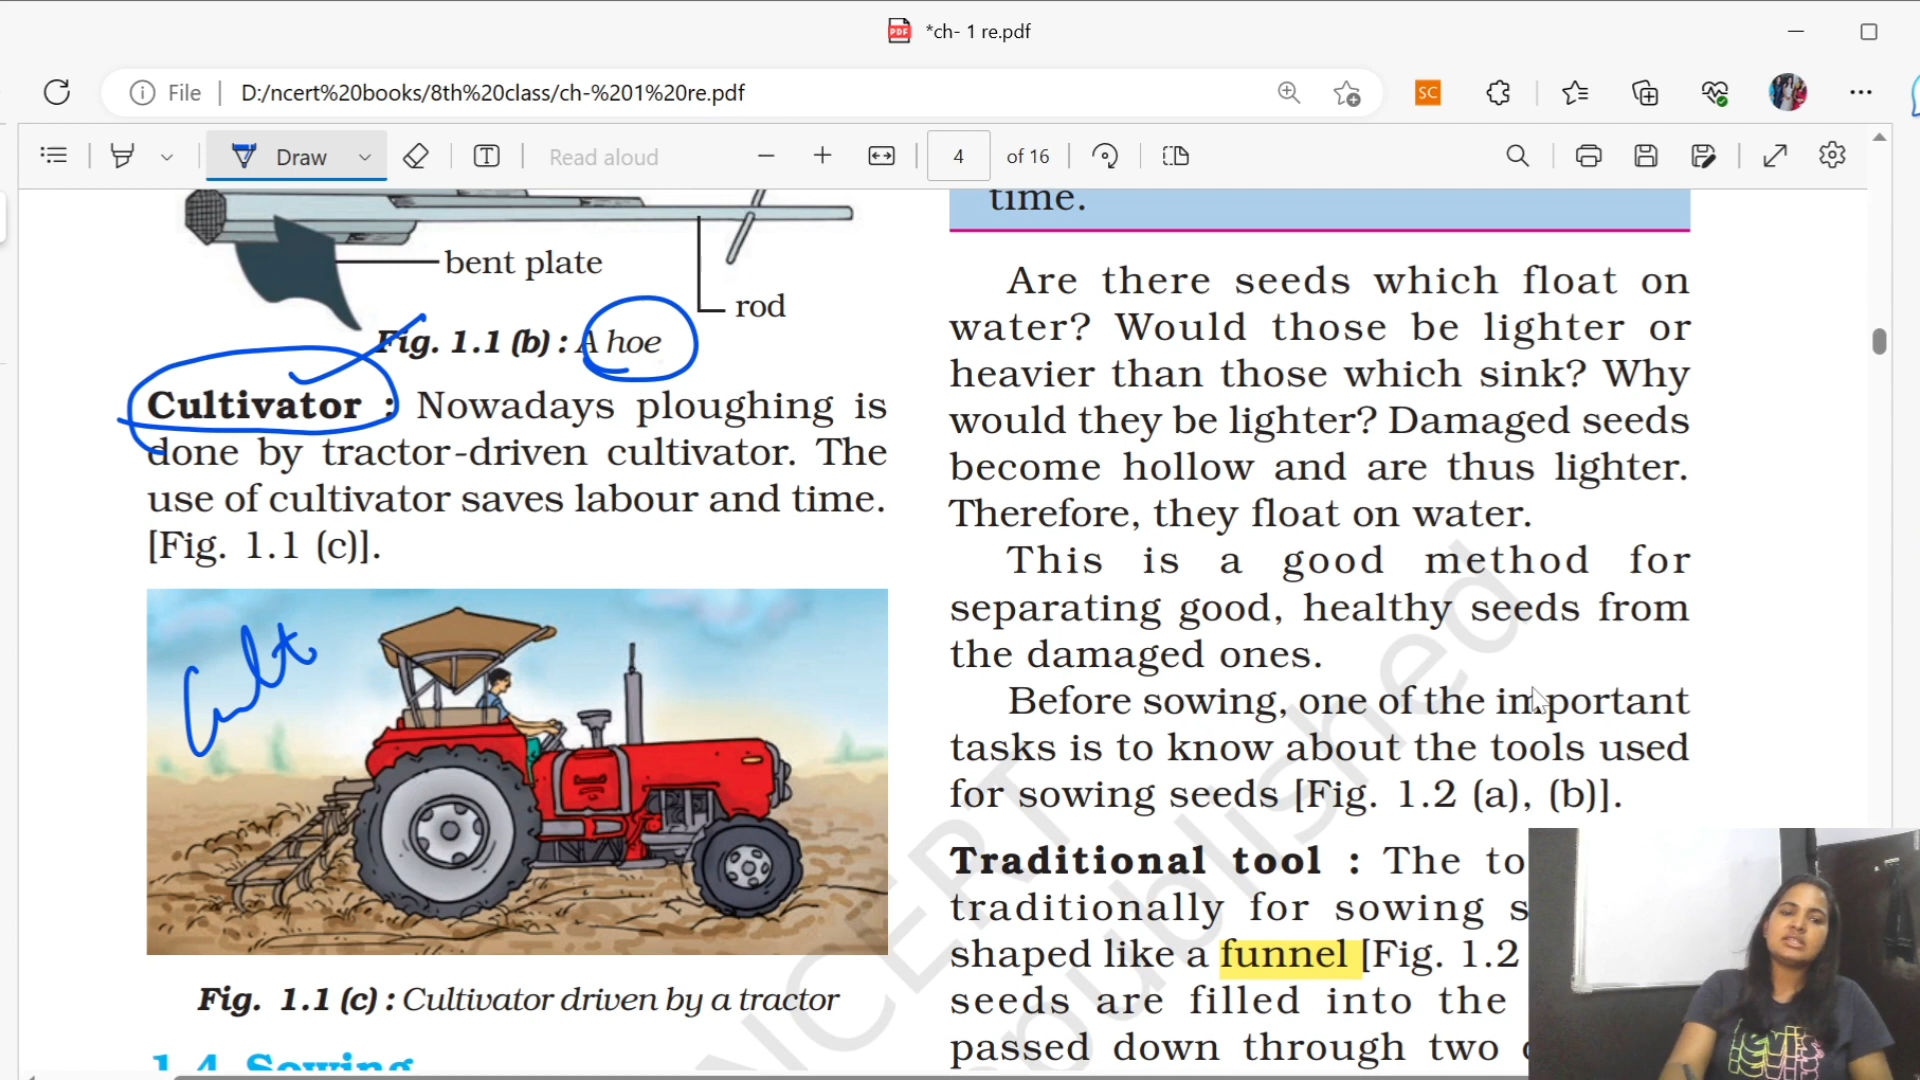 *ch- 1 re.pdf
File
D:/ncert%20books/8th%20class/ch-%201%20re.pdf
SC
Draw
T
Read aloud
4 of 16
bent plate
rod
Fig. 1.1 (b) : A hoe
Cultivator : Nowadays ploughing is
done by tractor-driven cultivator. The
use of cultivator saves labour and time.
[Fig. 1.1 (c)].
Cult
Fig. 1.1 (c) : Cultivator driven by a tractor
1.4 Sowing
time.
Are there seeds which float on
water? Would those be lighter or
heavier than those which sink? Why
would they be lighter? Damaged seeds
become hollow and are thus lighter.
Therefore, they float on water.
This is a good method for
separating good, healthy seeds from
the damaged ones.
Before sowing, one of the important
tasks is to know about the tools used
for sowing seeds [Fig. 1.2 (a), (b)].
Traditional tool : The to
traditionally for sowing s
shaped like a funnel [Fig. 1.2
seeds are filled into the
passed down through two
NCERT
published